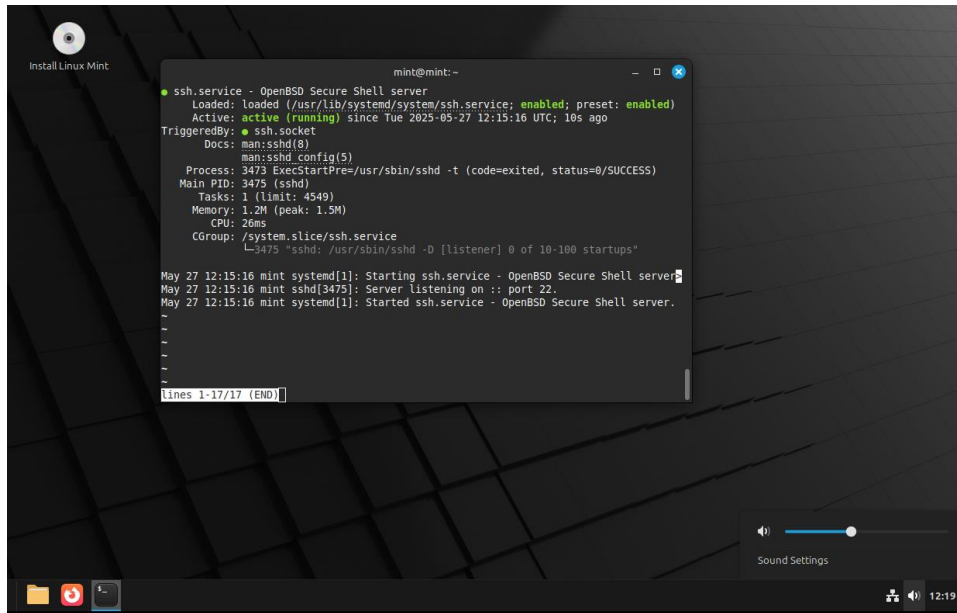 Install Linux Mint
mint@mint: ~
● ssh.service - OpenBSD Secure Shell server
Loaded: loaded (/usr/lib/systemd/system/ssh.service; enabled; preset: enabled)
Active: active (running) since Tue 2025-05-27 12:15:16 UTC; 10s ago
TriggeredBy: ● ssh.socket
Docs: man:sshd(8)
man:sshd_config(5)
Process: 3473 ExecStartPre=/usr/sbin/sshd -t (code=exited, status=0/SUCCESS)
Main PID: 3475 (sshd)
Tasks: 1 (limit: 4549)
Memory: 1.2M (peak: 1.5M)
CPU: 26ms
CGroup: /system.slice/ssh.service
└─3475 "sshd: /usr/sbin/sshd -D [listener] 0 of 10-100 startups"
May 27 12:15:16 mint systemd[1]: Starting ssh.service - OpenBSD Secure Shell server>
May 27 12:15:16 mint sshd[3475]: Server listening on :: port 22.
May 27 12:15:16 mint systemd[1]: Started ssh.service - OpenBSD Secure Shell server.
~
~
~
~
~
~
lines 1-17/17 (END)
Sound Settings
$_
12:19